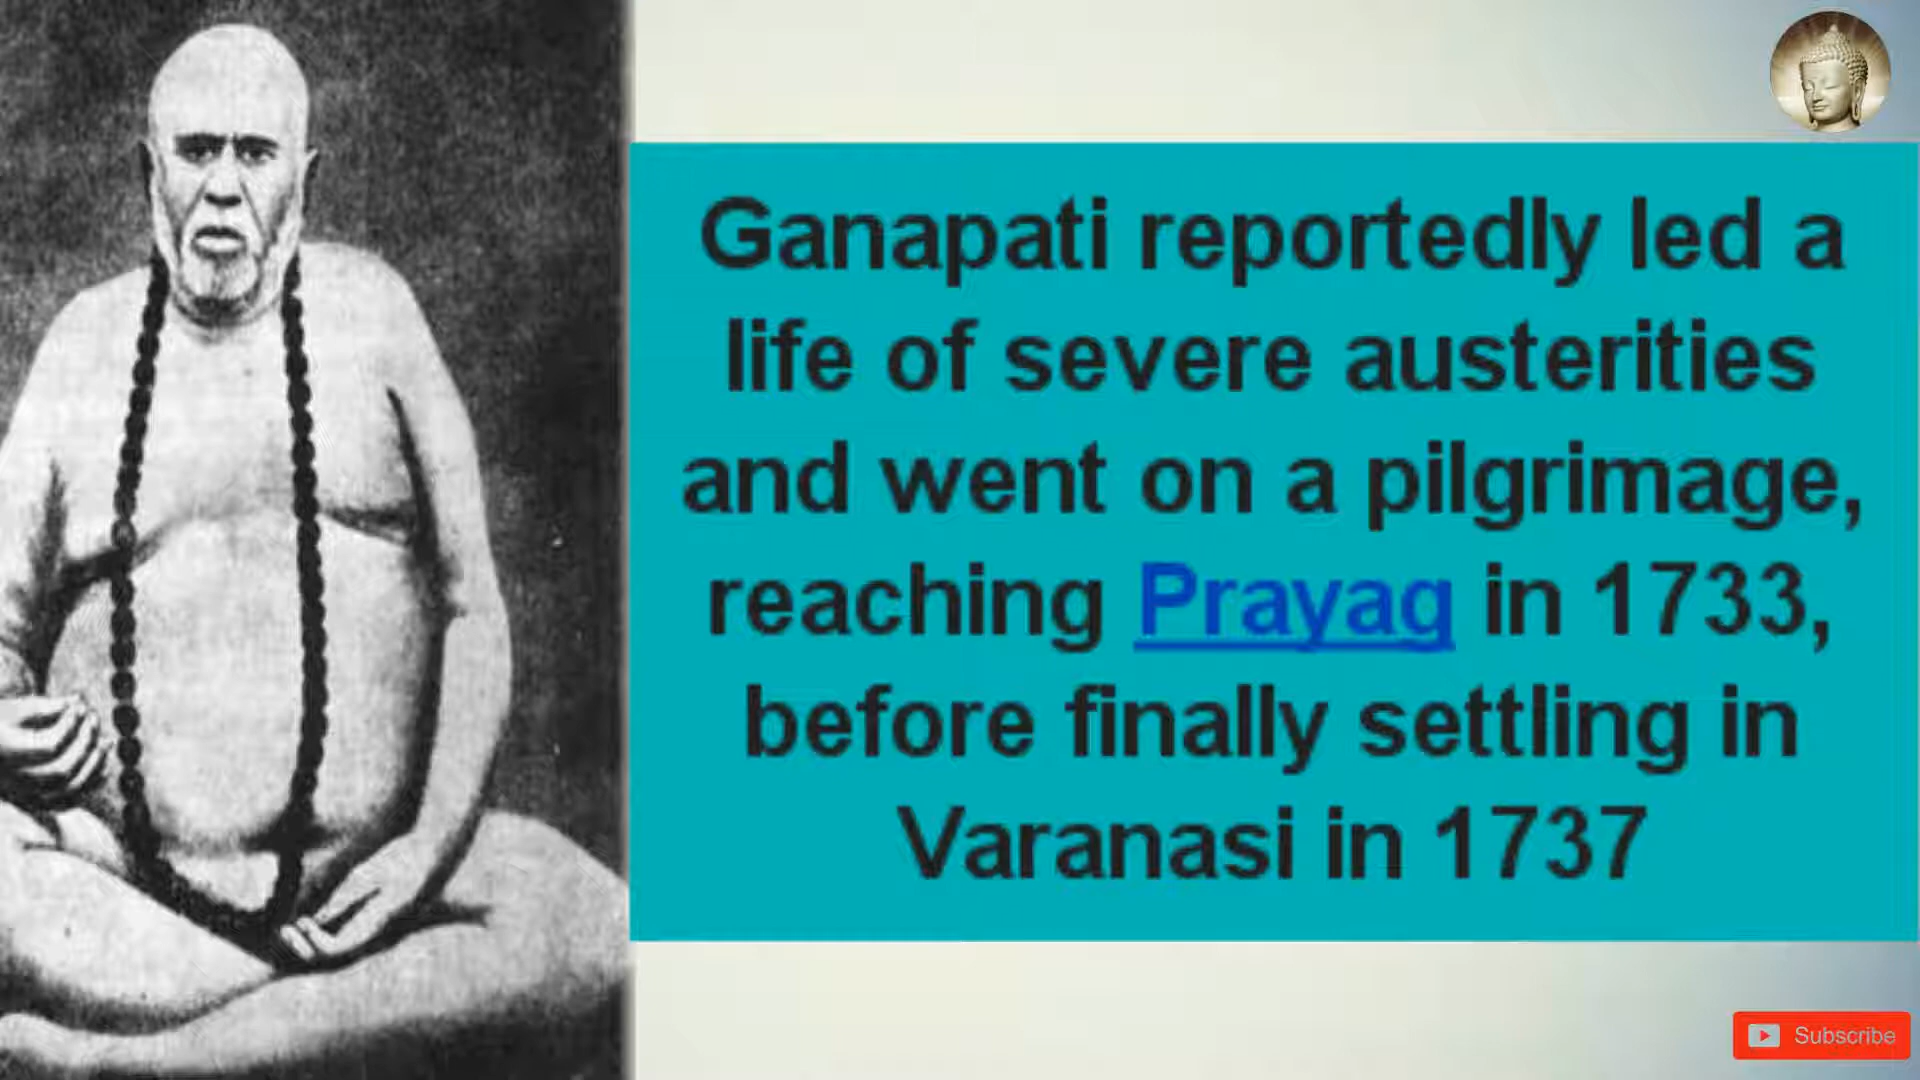 Ganapati reportedly led a
life of severe austerities
and went on a pilgrimage,
reaching Prayag in 1733,
before finally settling in
Varanasi in 1737
Subscribe